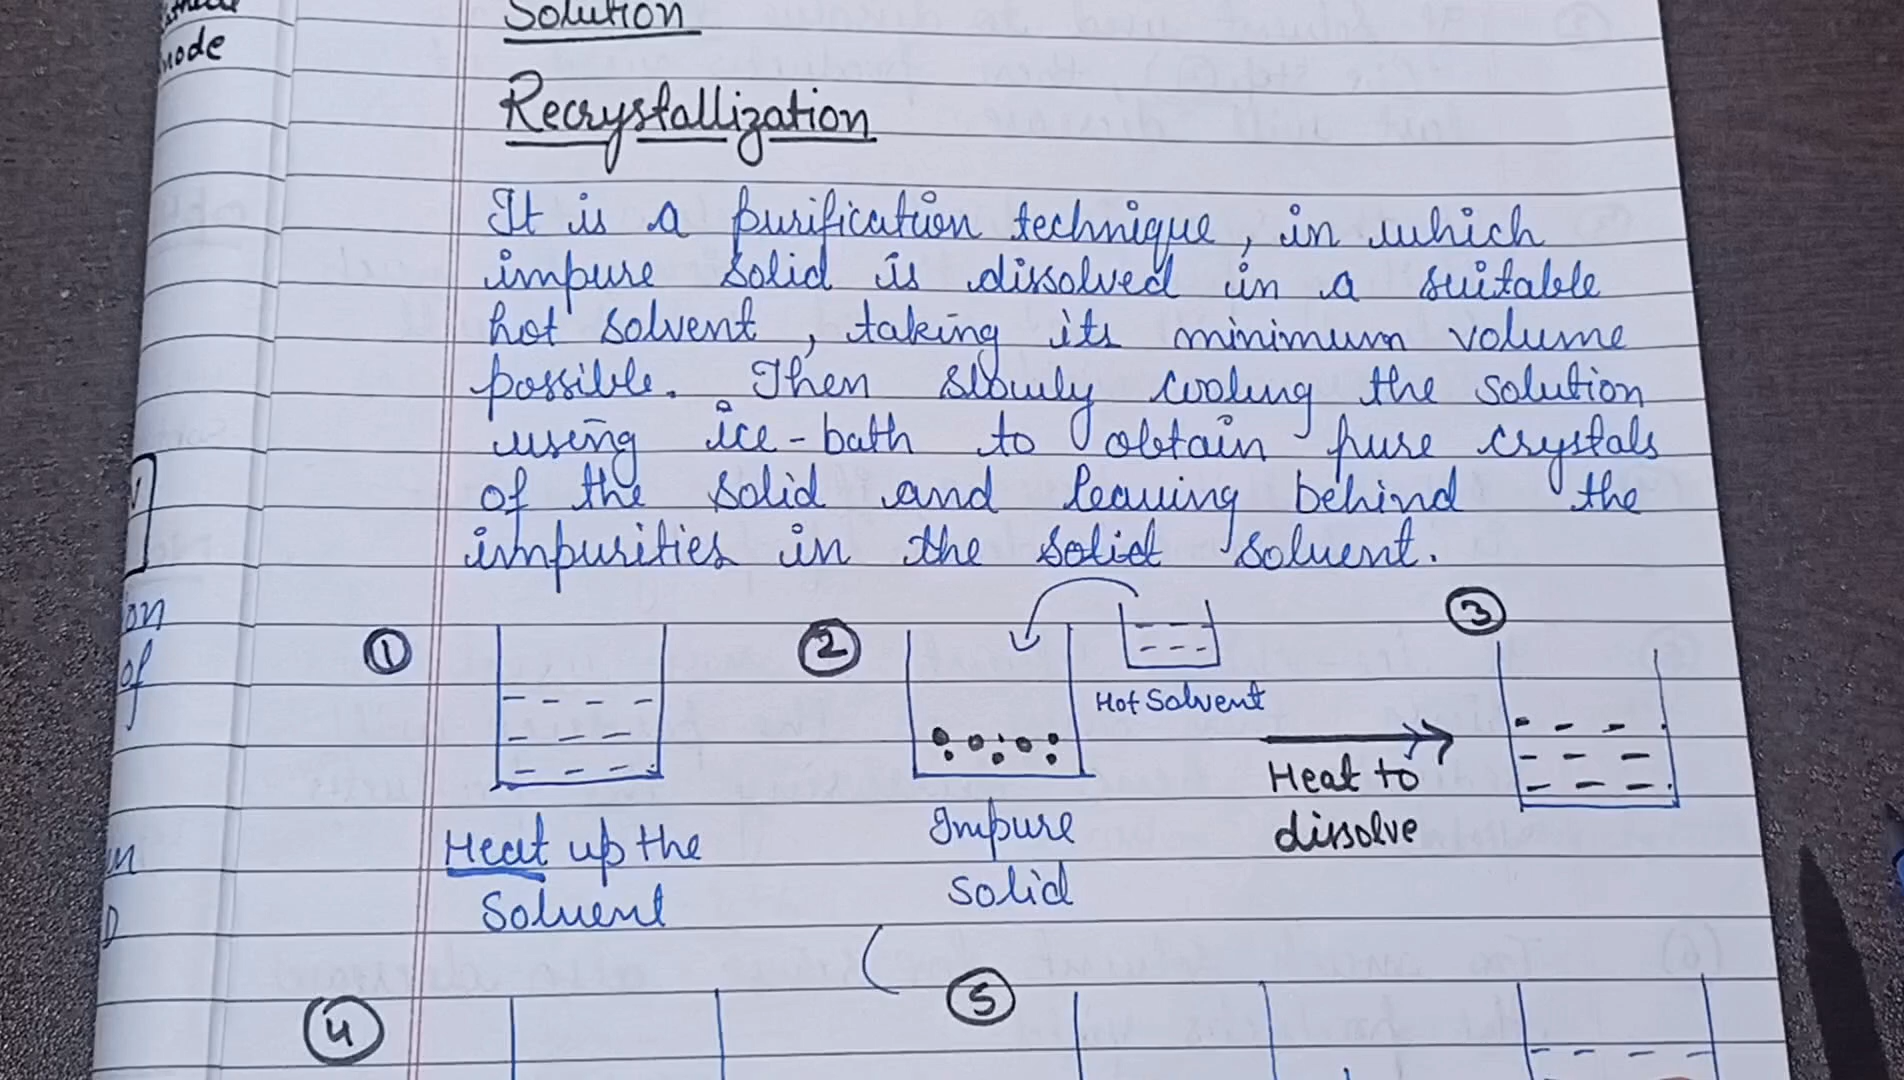 node
Solution
Recrystallization
It is a purification technique, in which
impure solid is dissolved in a suitable
hot solvent, taking its minimum volume
possible. Then slowly cooling the solution
using ice-bath to obtain pure crystals
of the solid and leaving behind the
impurities in the solid solvent.
on
of
1
2
3
Hot Solvent
Heat to
dissolve
Heat up the
Solvent
Impure
Solid
4
5